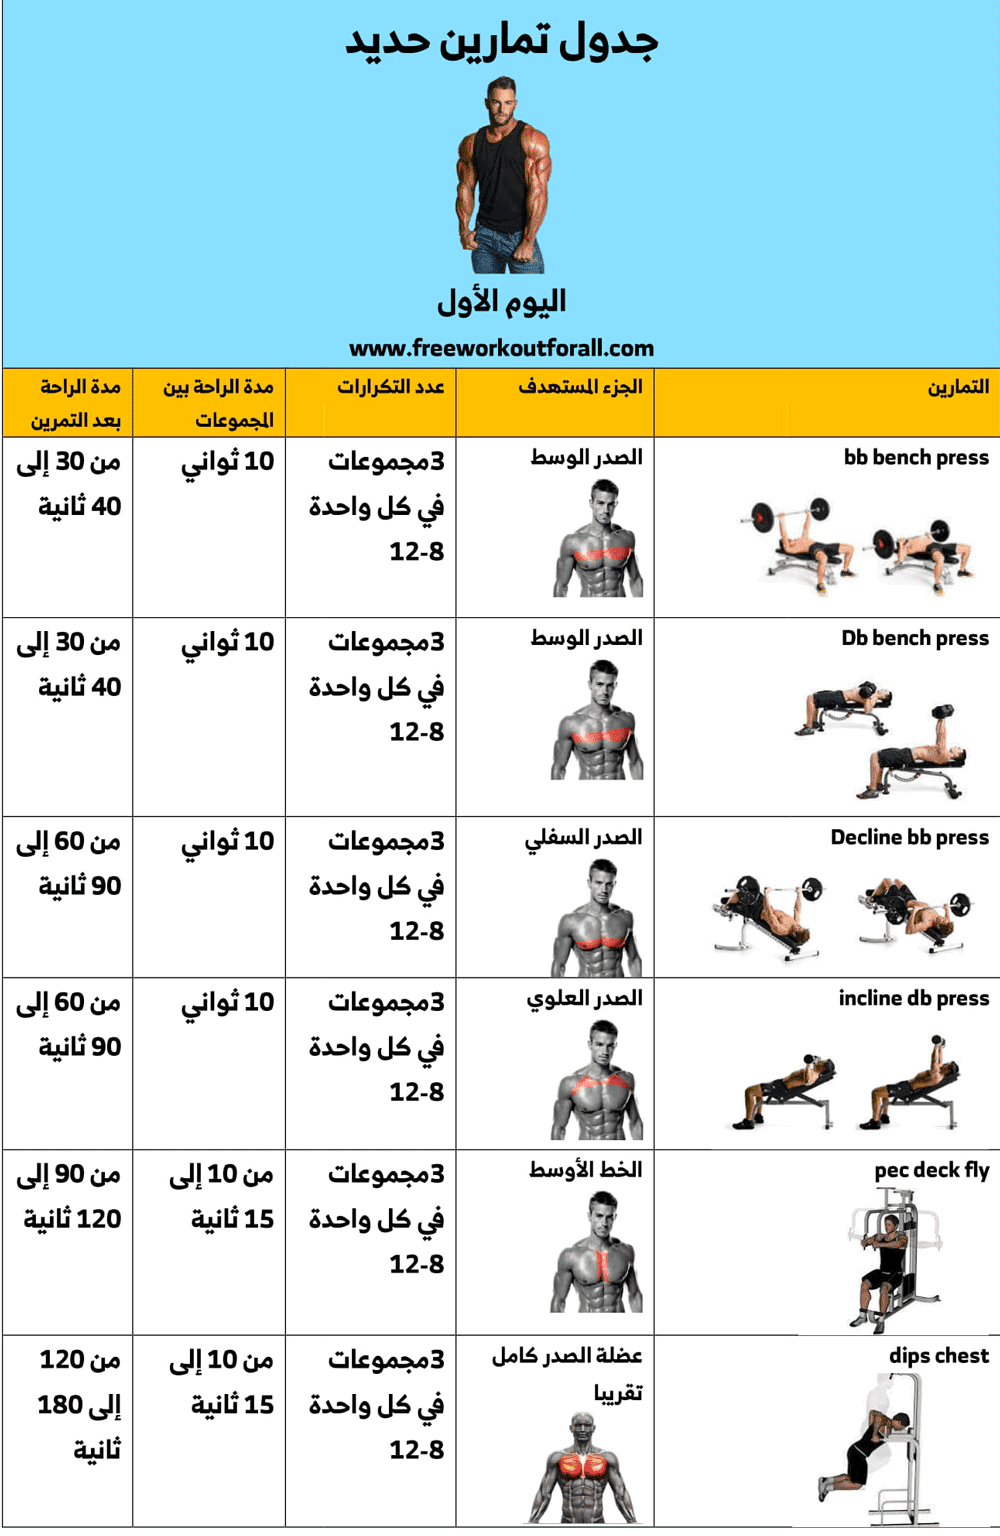 جدول تمارين حديد
اليوم الأول
www.freeworkoutforall.com
التمارين
الجزء المستهدف
عدد التكرارات
مدة الراحة بين
المجموعات
مدة الراحة
بعد التمرين
bb bench press
الصدر الوسط
3مجموعات
في كل واحدة
12-8
10 ثواني
من 30 إلى
40 ثانية
Db bench press
الصدر الوسط
3مجموعات
في كل واحدة
12-8
10 ثواني
من 30 إلى
40 ثانية
Decline bb press
الصدر السفلي
3مجموعات
في كل واحدة
12-8
10 ثواني
من 60 إلى
90 ثانية
incline db press
الصدر العلوي
3مجموعات
في كل واحدة
12-8
10 ثواني
من 60 إلى
90 ثانية
pec deck fly
الخط الأوسط
3مجموعات
في كل واحدة
12-8
من 10 إلى
15 ثانية
من 90 إلى
120 ثانية
dips chest
عضلة الصدر كامل
تقريبا
3مجموعات
في كل واحدة
12-8
من 10 إلى
15 ثانية
من 120
إلى 180
ثانية